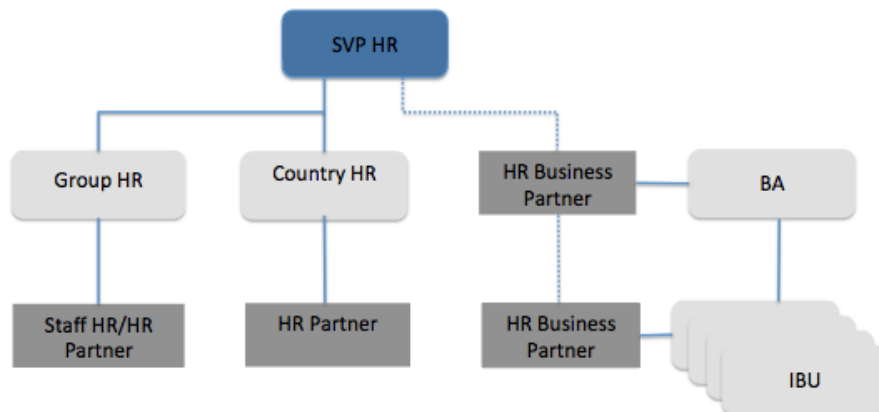 SVP HR
Group HR
Country HR
HR Business
Partner
BA
Staff HR/HR
Partner
HR Partner
HR Business
Partner
IBU